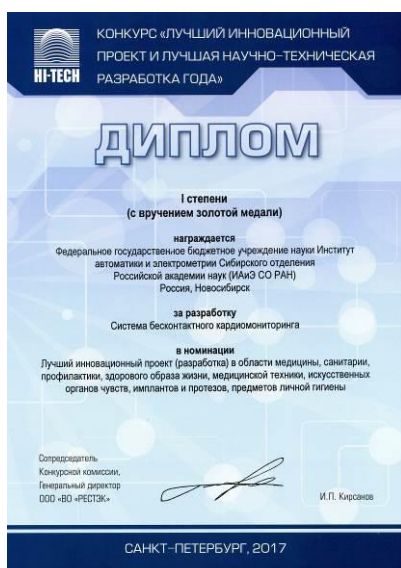 КОНКУРС «ЛУЧШИЙ ИННОВАЦИОННЫЙ
ПРОЕКТ И ЛУЧШАЯ НАУЧНО-ТЕХНИЧЕСКАЯ
РАЗРАБОТКА ГОДА»
HI-TECH
ДИПЛОМ
I степени
(с вручением золотой медали)
награждается
Федеральное государственное бюджетное учреждение науки Институт
автоматики и электрометрии Сибирского отделения
Российской академии наук (ИАиЭ СО РАН)
Россия, Новосибирск
за разработку
Система бесконтактного кардиомониторинга
в номинации
Лучший инновационный проект (разработка) в области медицины, санитарии,
профилактики, здорового образа жизни, медицинской техники, искусственных
органов чувств, имплантов и протезов, предметов личной гигиены
Сопредседатель
Конкурсной комиссии,
Генеральный директор
ООО «ВО «РЕСТЭК»
И.П. Кирсанов
САНКТ-ПЕТЕРБУРГ, 2017